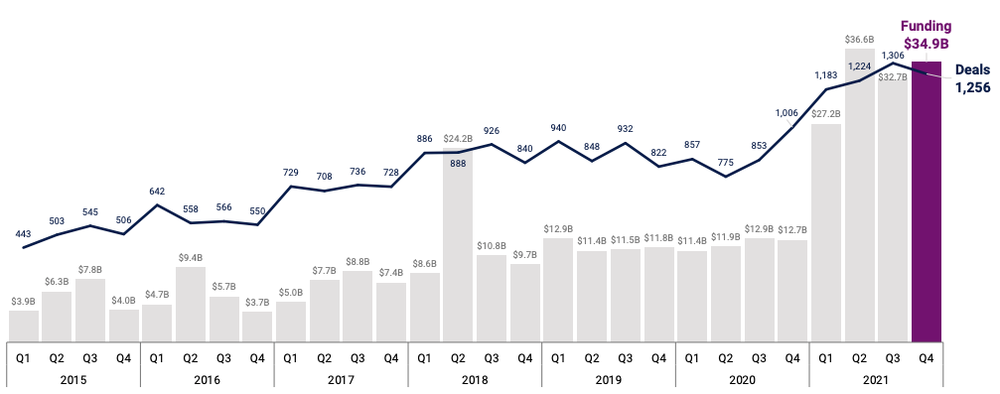 Funding
$34.9B
Deals
1,256
443 503 545 506 642 558 566 550 729 708 736 728 886 888 926 840 940 848 932 822 857 775 853 1,006 1,183 1,224 1,306
$3.9B $6.3B $7.8B $4.0B $4.7B $9.4B $5.7B $3.7B $5.0B $7.7B $8.8B $7.4B $8.6B $24.2B $10.8B $9.7B $12.9B $11.4B $11.5B $11.8B $11.4B $11.9B $12.9B $12.7B $27.2B $36.6B $32.7B
Q1 Q2 Q3 Q4 Q1 Q2 Q3 Q4 Q1 Q2 Q3 Q4 Q1 Q2 Q3 Q4 Q1 Q2 Q3 Q4 Q1 Q2 Q3 Q4 Q1 Q2 Q3 Q4
2015 2016 2017 2018 2019 2020 2021